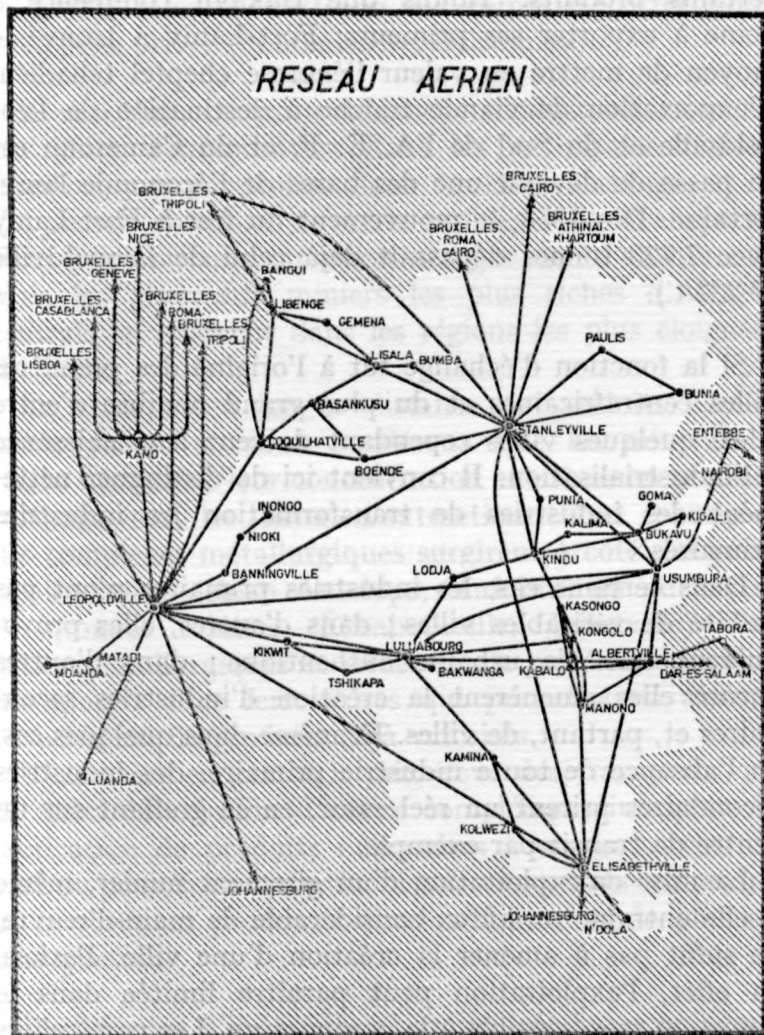 RESEAU AERIEN
BRUXELLES
CAIRO
BRUXELLES
TRIPOLI
BRUXELLES
ATHINAI
KHARTOUM
BRUXELLES
NICE
BRUXELLES
ROMA
CAIRO
BRUXELLES
GENEVE
BANGUI
BRUXELLES
CASABLANCA
BRUXELLES
ROMA
LIBENGE
GEMENA
BRUXELLES
TRIPOLI
PAULIS
BRUXELLES
LISBOA
LISALA
BUMBA
BUNIA
BASANKUSU
STANLEYVILLE
KANO
COQUILHATVILLE
ENTEBBE
BOENDE
NAIROBI
PUNIA
GOMA
INONGO
KIGALI
NIOKI
KALIMA
BUKAVU
KINDU
BANNINGVILLE
LODJA
USUMBURA
LEOPOLDVILLE
KASONGO
KONGOLO
TABORA
KIKWIT
LULUABOURG
ALBERTVILLE
MATADI
MOANDA
TSHIKAPA
BAKWANGA
KABALO
DAR-ES-SALAAM
MANONO
KAMINA
LUANDA
KOLWEZI
ELISABETHVILLE
JOHANNESBURG
JOHANNESBURG
N'DOLA